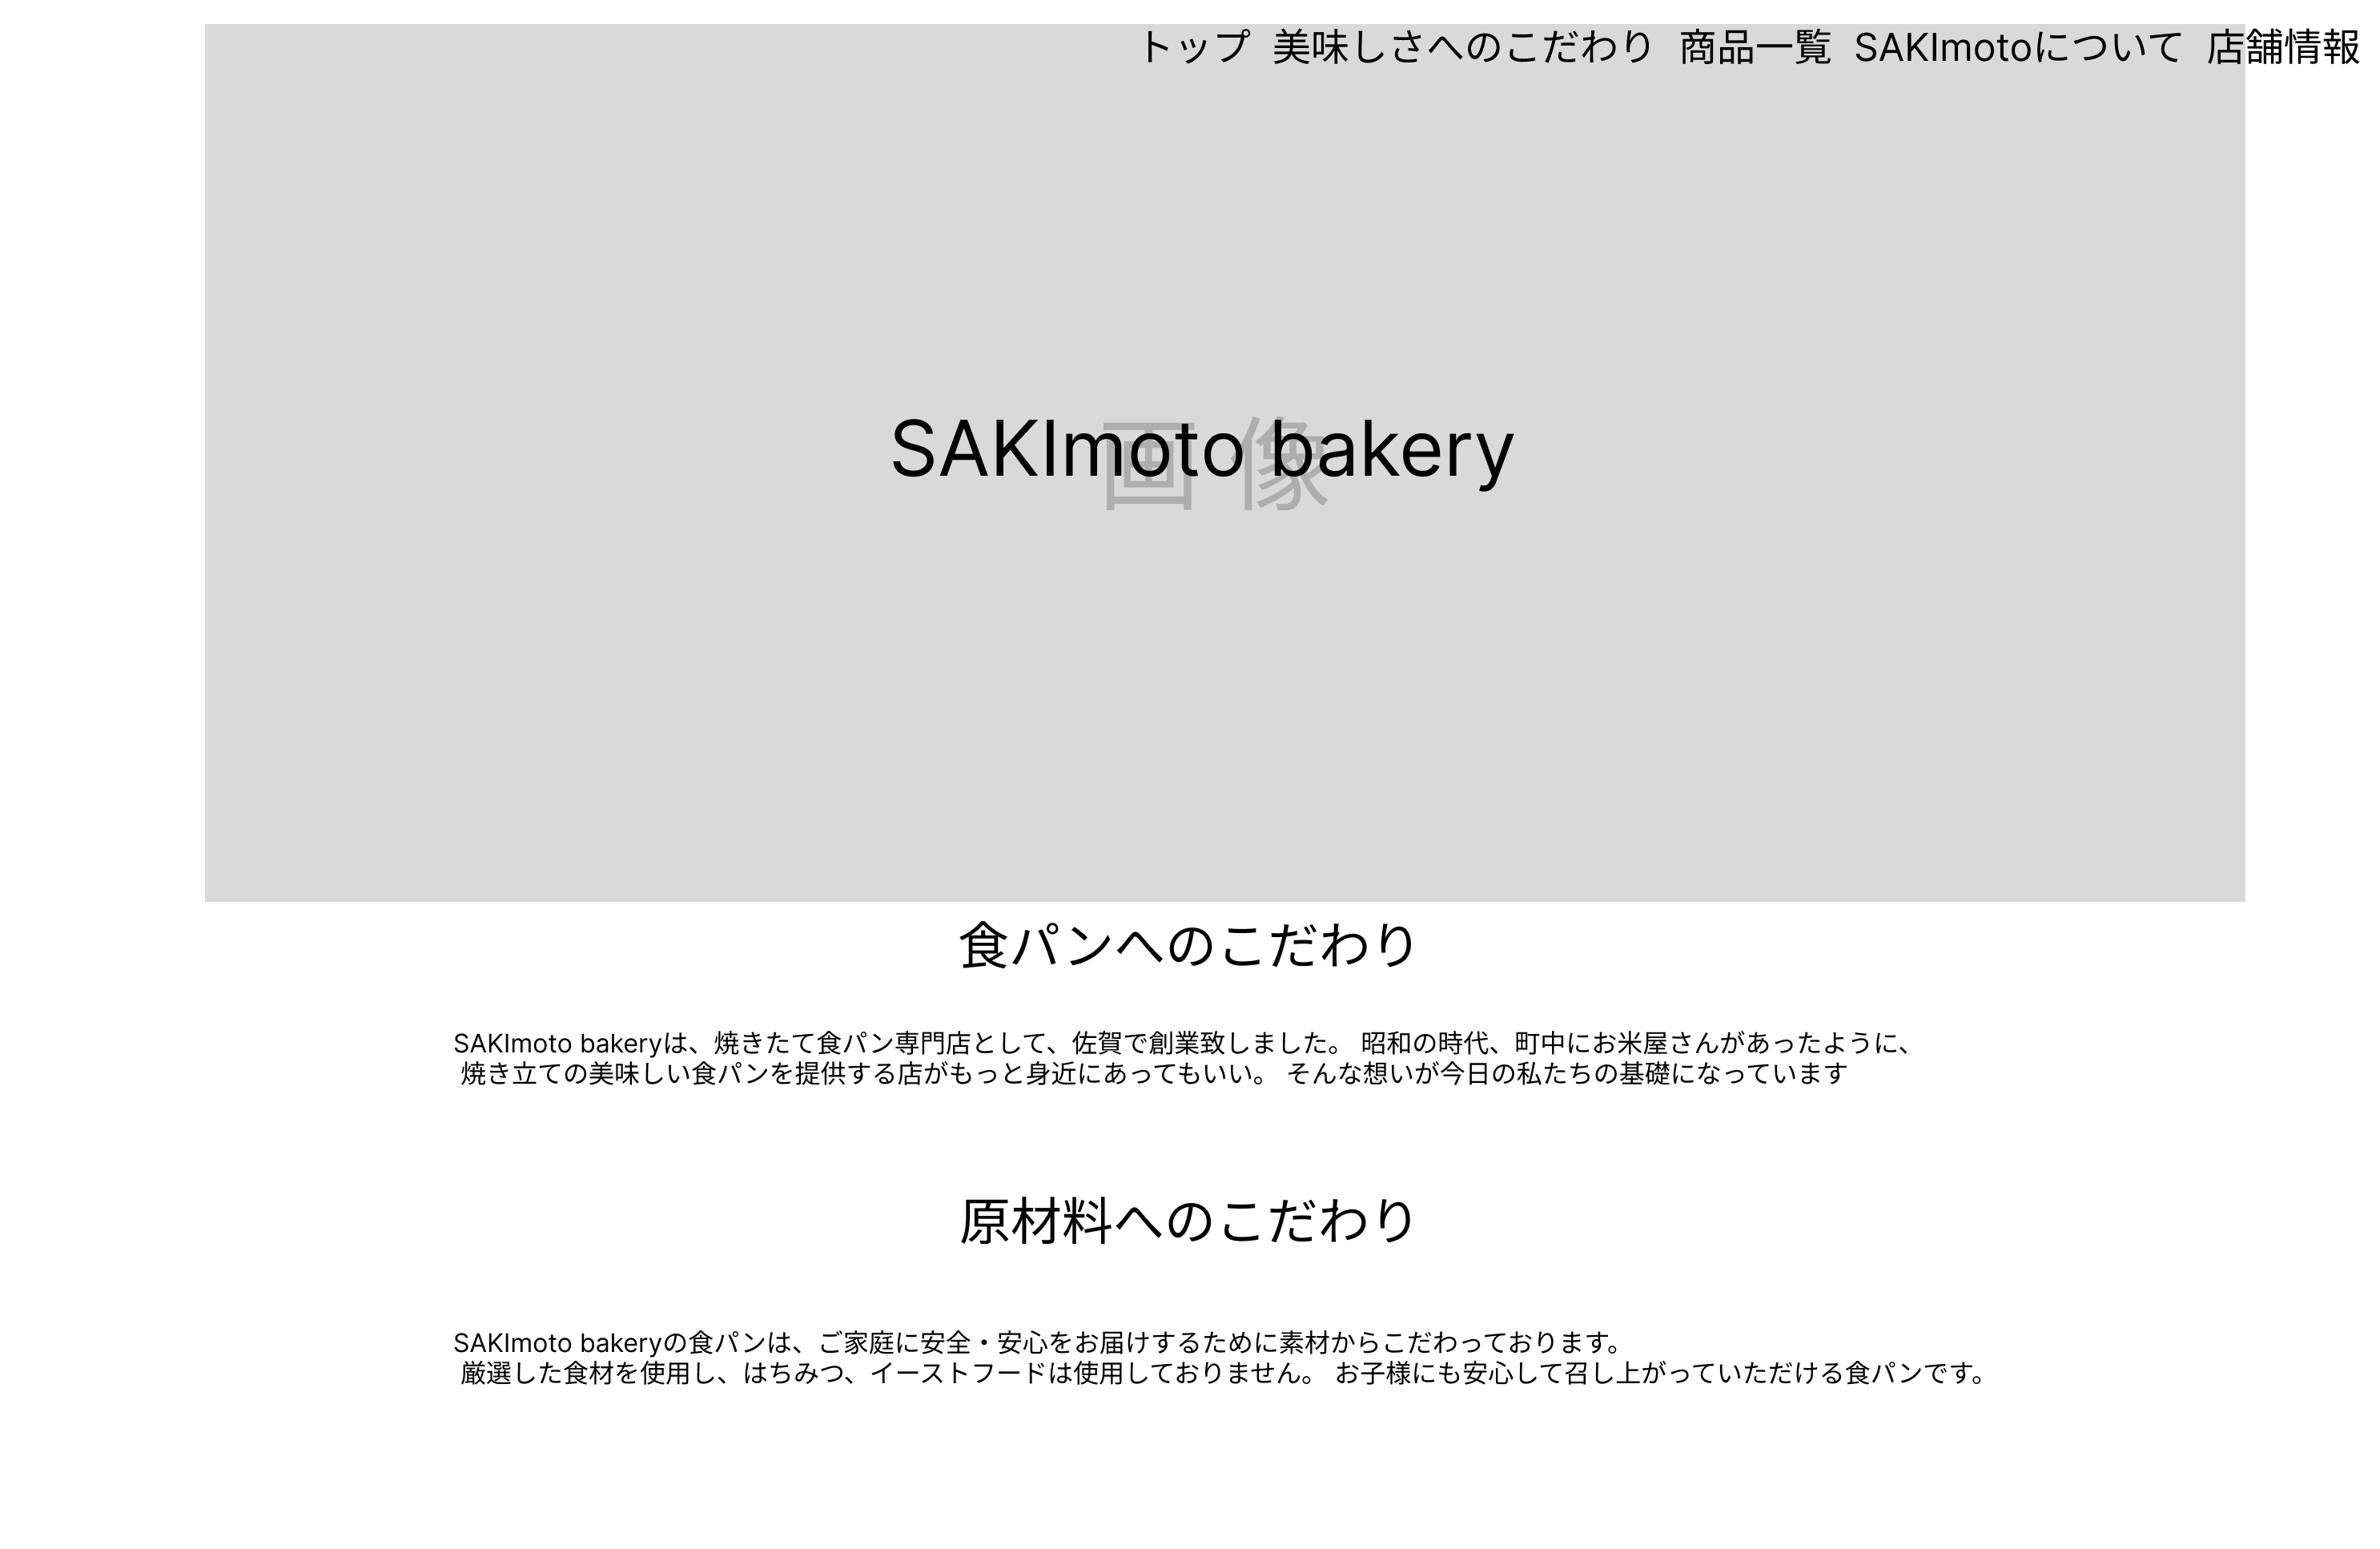 トップ 美味しさへのこだわり 商品一覧 SAKImotoについて 店舗情報
画像
SAKImoto bakery
食パンへのこだわり
SAKImoto bakeryは、焼きたて食パン専門店として、佐賀で創業致しました。 昭和の時代、町中にお米屋さんがあったように、
焼き立ての美味しい食パンを提供する店がもっと身近にあってもいい。 そんな想いが今日の私たちの基礎になっています
原材料へのこだわり
SAKImoto bakeryの食パンは、ご家庭に安全・安心をお届けするために素材からこだわっております。
厳選した食材を使用し、はちみつ、イーストフードは使用しておりません。 お子様にも安心して召し上がっていただける食パンです。